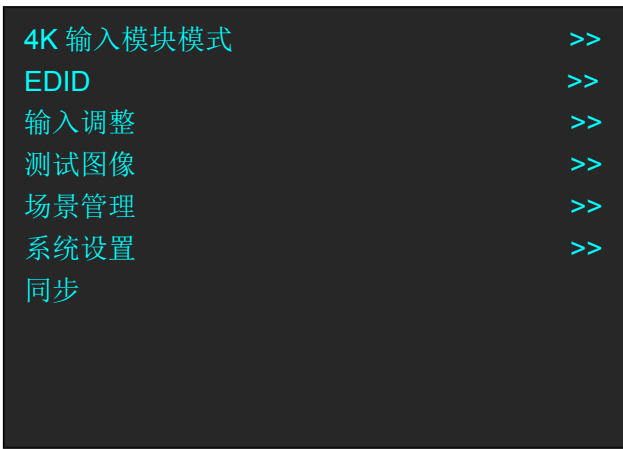 4K 输入模块模式 >>
EDID >>
输入调整 >>
测试图像 >>
场景管理 >>
系统设置 >>
同步